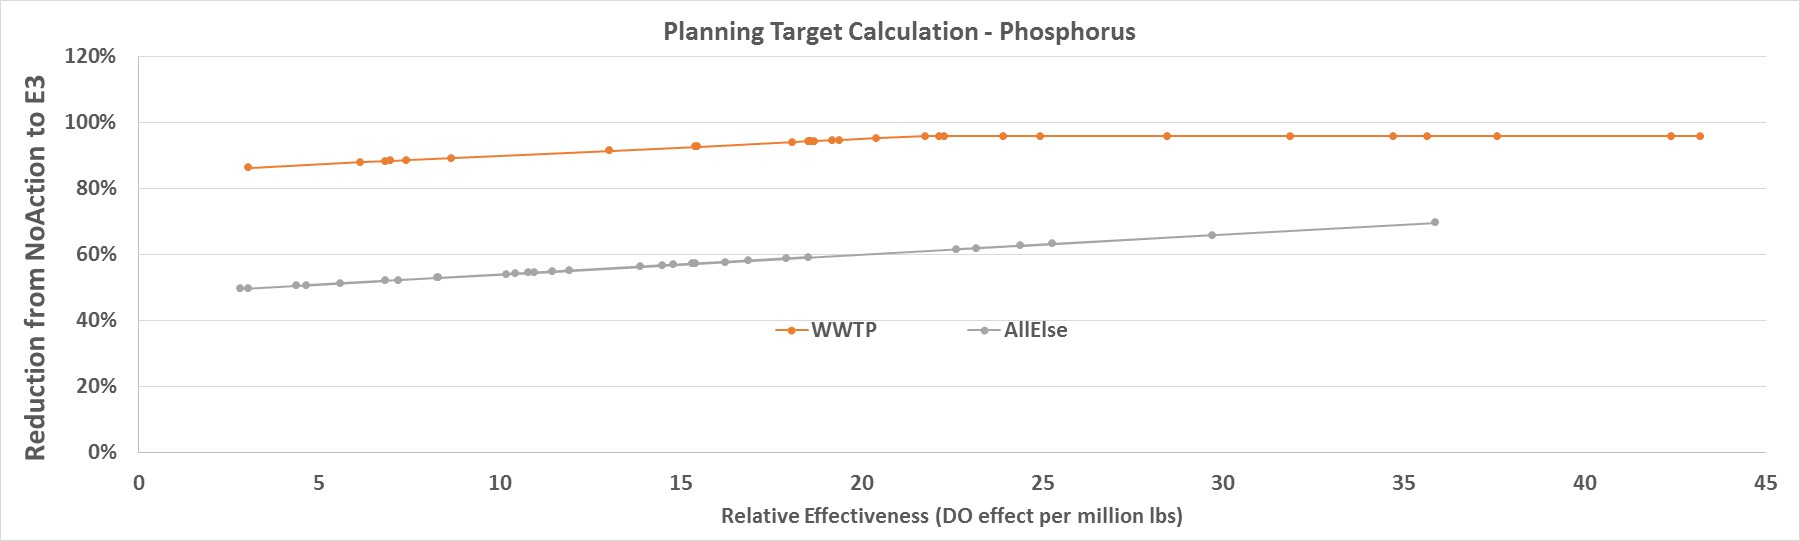 Planning Target Calculation - Phosphorus
Reduction from NoAction to E3
120%
100%
80%
60%
40%
20%
0%
WWTP
AllElse
0 5 10 15 20 25 30 35 40 45
Relative Effectiveness (DO effect per million lbs)